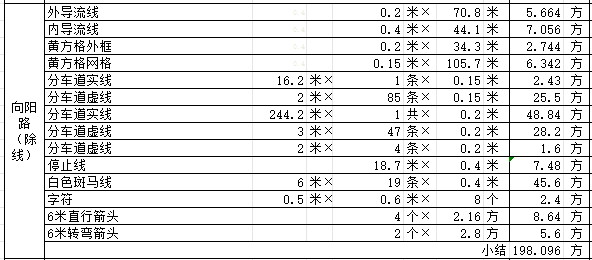 外导流线 0.2 米× 70.8 米 5.664 方
内导流线 0.4 米× 44.1 米 7.056 方
黄方格外框 0.2 米× 34.3 米 2.744 方
黄方格网格 0.15 米× 105.7 米 6.342 方
分车道实线 16.2 米× 1 条× 0.15 米 2.43 方
分车道虚线 2 米× 85 条× 0.15 米 25.5 方
向阳
路
（除
线）
分车道实线 244.2 米× 1 共× 0.2 米 48.84 方
分车道虚线 3 米× 47 条× 0.2 米 28.2 方
分车道虚线 2 米× 4 条× 0.2 米 1.6 方
停止线 18.7 米× 0.4 米 7.48 方
白色斑马线 6 米× 19 条× 0.4 米 45.6 方
字符 0.5 米× 0.6 米× 8 个 2.4 方
6米直行箭头 4 个× 2.16 方 8.64 方
6米转弯箭头 2 个× 2.8 方 5.6 方
小结 198.096 方